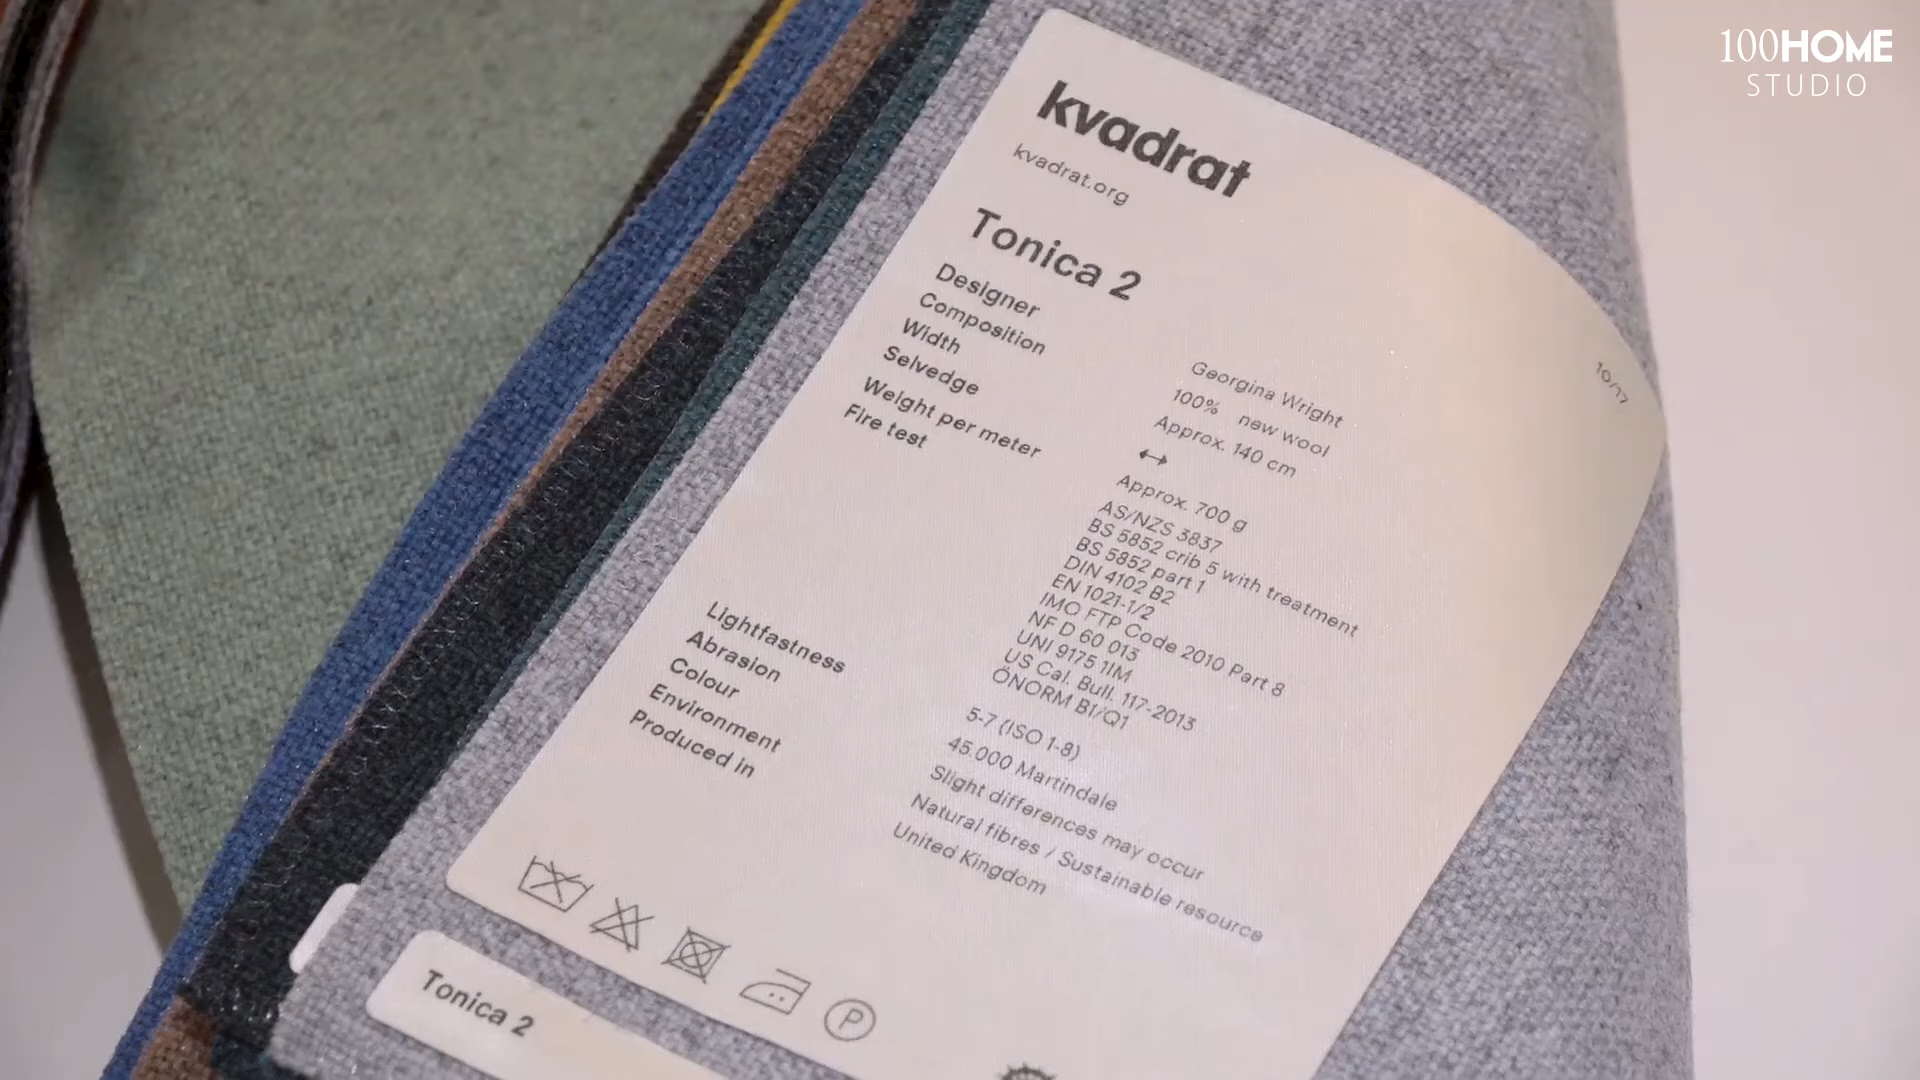 100HOME
STUDIO
kvadrat
kvadrat.org
10/17
Tonica 2
Designer Georgina Wright
Composition 100% new wool
Width Approx. 140 cm
Selvedge ↔
Weight per meter Approx. 700 g
Fire test AS/NZS 3837
BS 5852 crib 5 with treatment
BS 5852 part 1
DIN 4102 B2
EN 1021-1/2
IMO FTP Code 2010 Part 8
NF D 60 013
UNI 9175 1IM
US Cal. Bull. 117-2013
ÖNORM B1/Q1
Lightfastness 5-7 (ISO 1-8)
Abrasion 45.000 Martindale
Colour Slight differences may occur
Environment Natural fibres / Sustainable resource
Produced in United Kingdom
P
Tonica 2